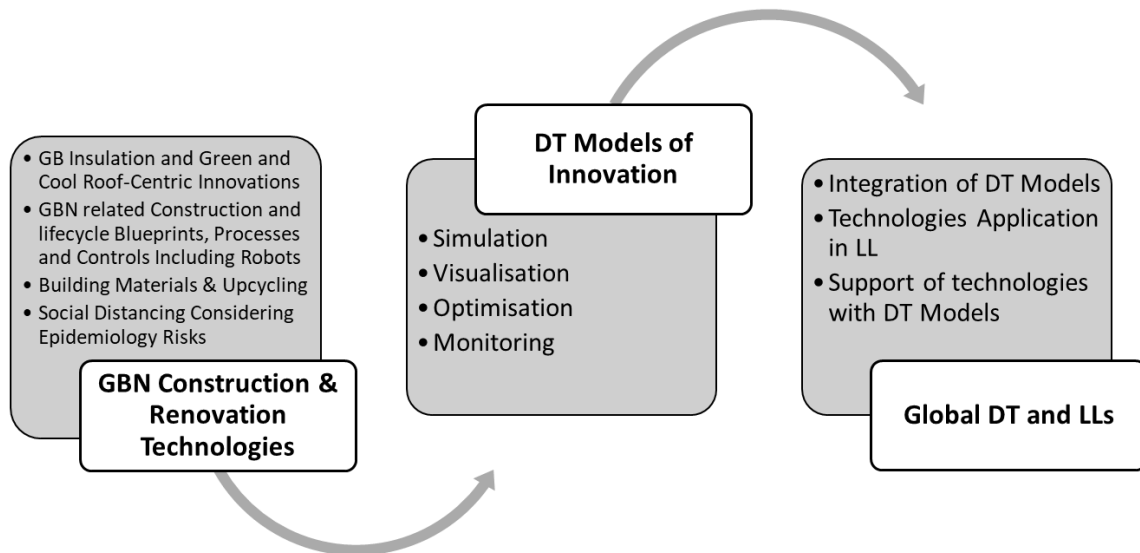 • GB Insulation and Green and
Cool Roof-Centric Innovations
• GBN related Construction and
lifecycle Blueprints, Processes
and Controls Including Robots
• Building Materials & Upcycling
• Social Distancing Considering
Epidemiology Risks
GBN Construction &
Renovation
Technologies
DT Models of
Innovation
• Simulation
• Visualisation
• Optimisation
• Monitoring
• Integration of DT Models
• Technologies Application
in LL
• Support of technologies
with DT Models
Global DT and LLs